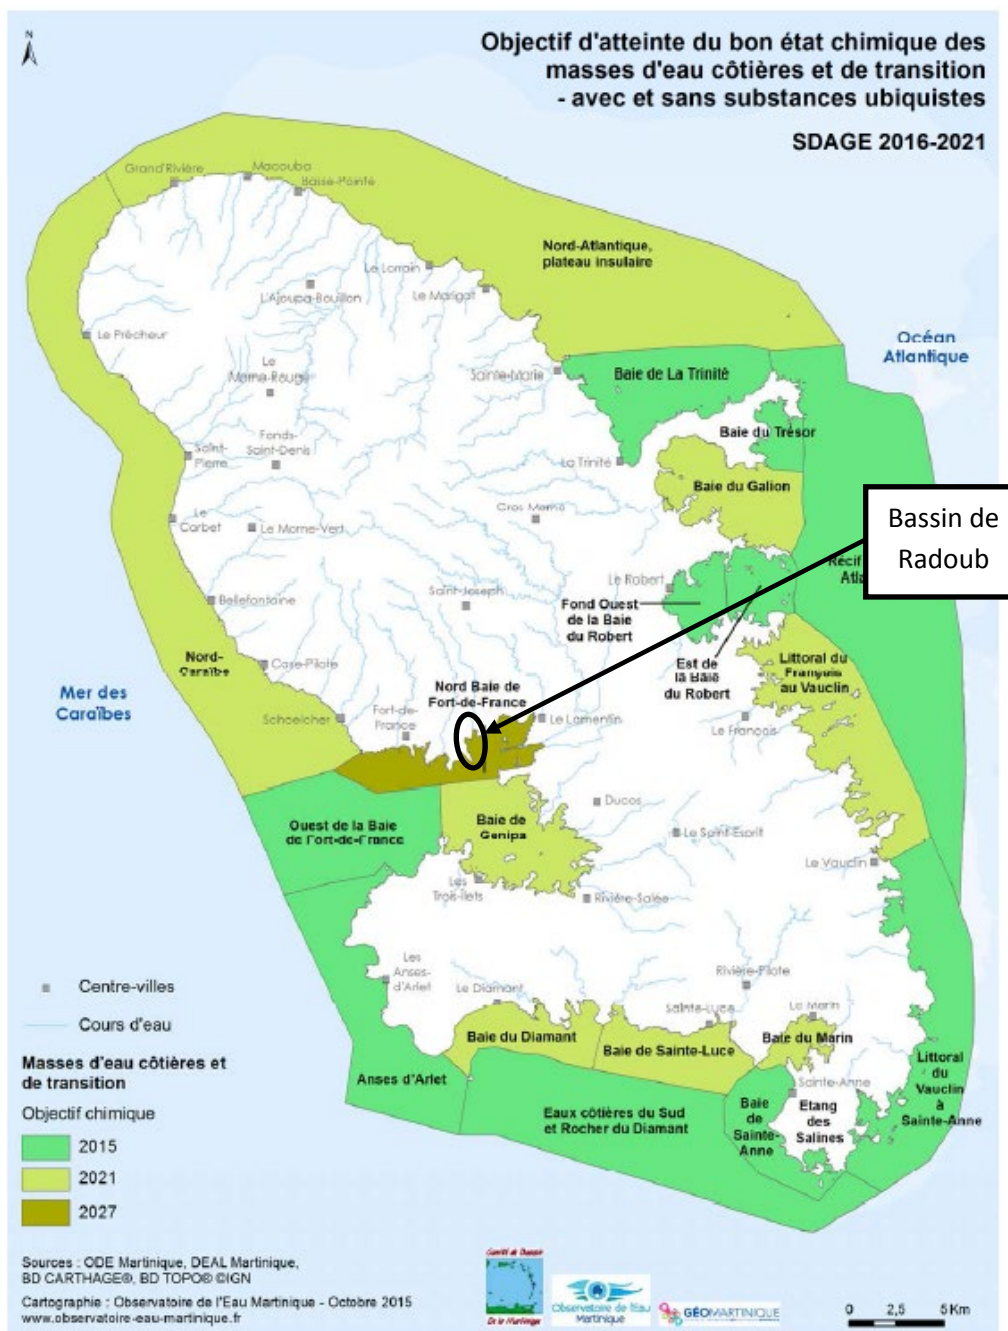 N
Objectif d'atteinte du bon état chimique des
masses d'eau côtières et de transition
- avec et sans substances ubiquistes
SDAGE 2016-2021
Grand'Rivière
Macouba
Basse-Pointe
Nord-Atlantique,
plateau insulaire
Le Lorrain
L'Ajoupa-Bouillon
Le Marigot
Le Prêcheur
Océan
Atlantique
Le
Morne-Rouge
Sainte-Marie
Baie de La Trinité
Baie du Trésor
Saint-
Pierre
Fonds-
Saint-Denis
La Trinité
Baie du Galion
Le
Carbet
Le Morne-Vert
Gros Morne
Bassin de
Radoub
Récif
Atla
Bellefontaine
Saint-Joseph
Le Robert
Fond Ouest
de la Baie
du Robert
Est de
la Baie
du Robert
Littoral du
François
au Vauclin
Nord-
Caraïbe
Case-Pilote
Mer des
Caraïbes
Nord Baie de
Fort-de-France
Schoelcher
Fort-de-
France
Le Lamentin
Le François
Ouest de la Baie
de Fort-de-France
Baie de
Génipa
Ducos
Le Saint-Esprit
Le Vauclin
Les
Trois-Ilets
Rivière-Salée
Les
Anses-
d'Arlet
Le Diamant
Rivière-Pilote
Sainte-Luce
Le Marin
Baie du Diamant
Baie de Sainte-Luce
Baie du Marin
Anses d'Arlet
Sainte-Anne
Eaux côtières du Sud
et Rocher du Diamant
Baie
de
Sainte-
Anne
Etang
des
Salines
Littoral
du
Vauclin
à
Sainte-Anne
Centre-villes
Cours d'eau
Masses d'eau côtières et
de transition
Objectif chimique
2015
2021
2027
Sources : ODE Martinique, DEAL Martinique,
BD CARTHAGE®, BD TOPO® ©IGN
Cartographie : Observatoire de l'Eau Martinique - Octobre 2015
www.observatoire-eau-martinique.fr
Comité de Bassin
De la Martinique
Observatoire de l'Eau
Martinique
GÉOMARTINIQUE
0 2,5 5 Km